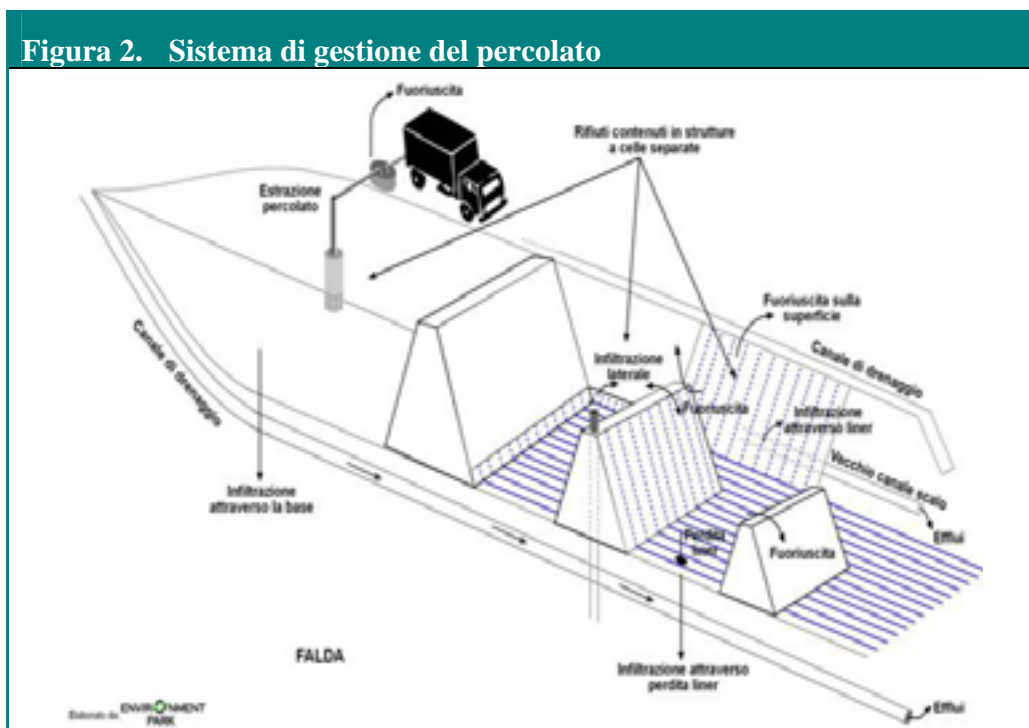 Figura 2. Sistema di gestione del percolato
Fuoriuscita
Rifiuti contenuti in strutture
a celle separate
Estrazione
percolato
Fuoriuscita sulla
superficie
Canale di drenaggio
Canale di drenaggio
Infiltrazione
laterale
Fuoriuscita
Infiltrazione
attraverso liner
Vecchio canale scolo
Infiltrazione
attraverso la base
Efflui
Perdita
liner
Fuoriuscita
FALDA
Infiltrazione attraverso
perdita liner
Efflui
Elaborato da ENVIRONMENT
PARK